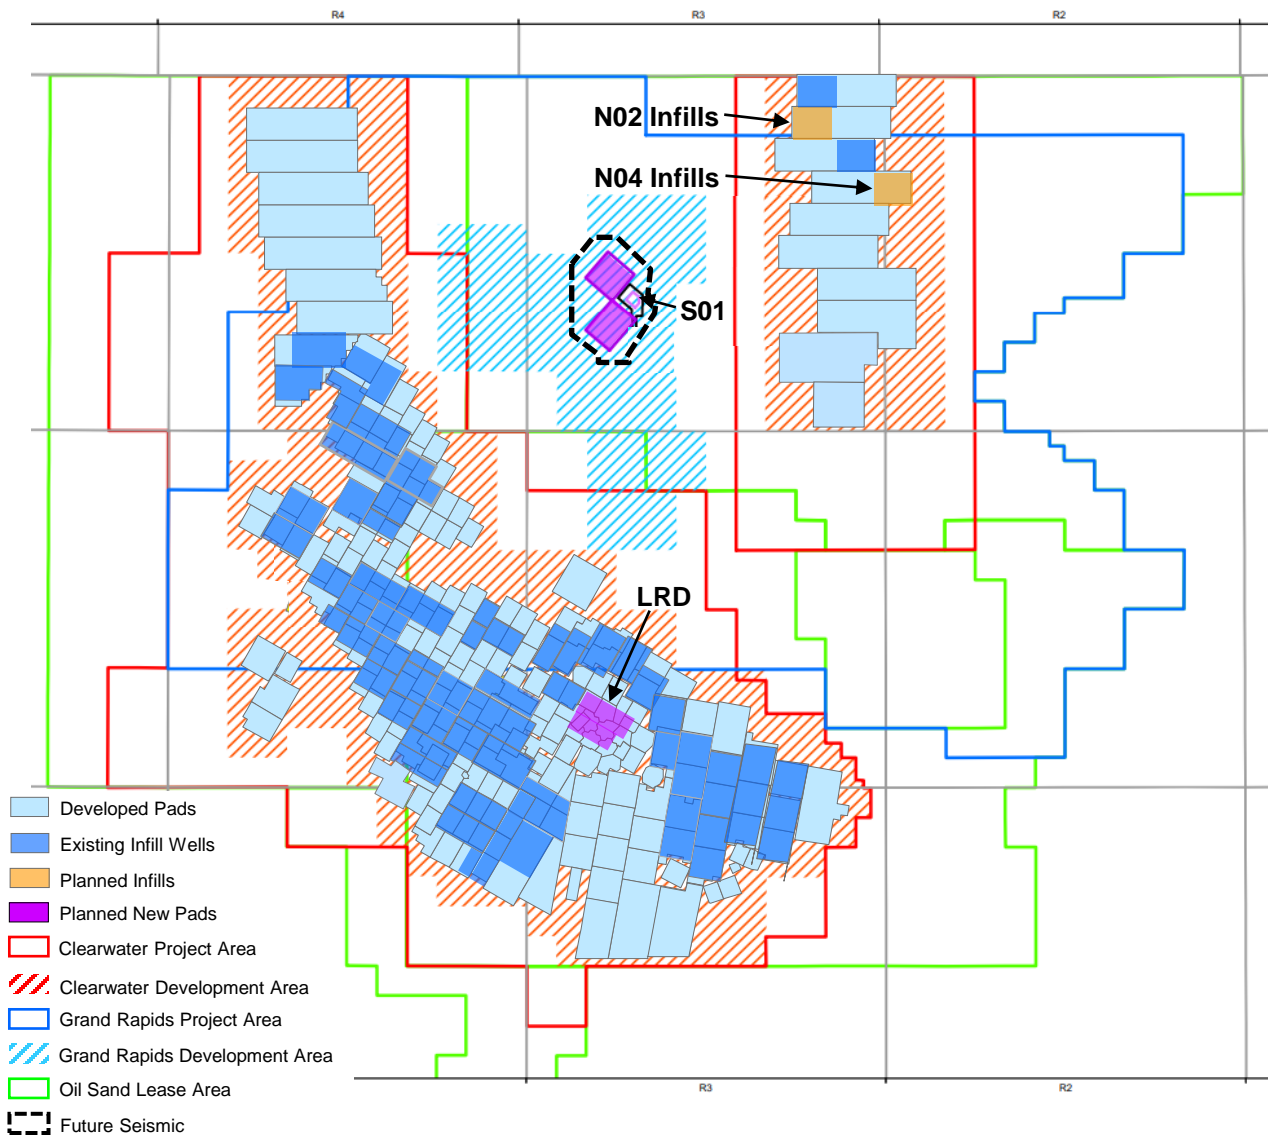 R4 R3 R2
N02 Infills
N04 Infills
S01
LRD
Developed Pads
Existing Infill Wells
Planned Infills
Planned New Pads
Clearwater Project Area
Clearwater Development Area
Grand Rapids Project Area
Grand Rapids Development Area
Oil Sand Lease Area
Future Seismic
R3 R2